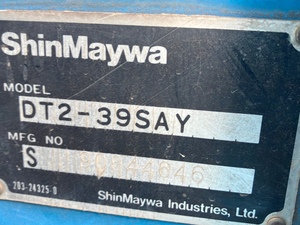 ShinMaywa
MODEL
DT2-39SAY
MFG NO
S
203-24325-0
ShinMaywa Industries, Ltd.